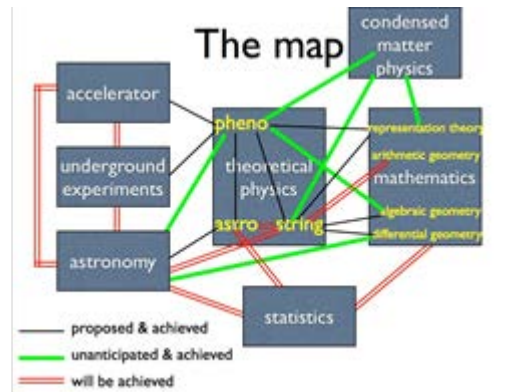 The map
condensed
matter
physics
accelerator
pheno
representation theory
underground
experiments
theoretical
physics
arithmetic geometry
mathematics
astro
string
algebraic geometry
differential geometry
astronomy
statistics
proposed & achieved
unanticipated & achieved
will be achieved